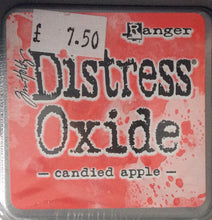 £ 7.50
Ranger
Tim Holtz
Distress®
Oxide
— candied apple —